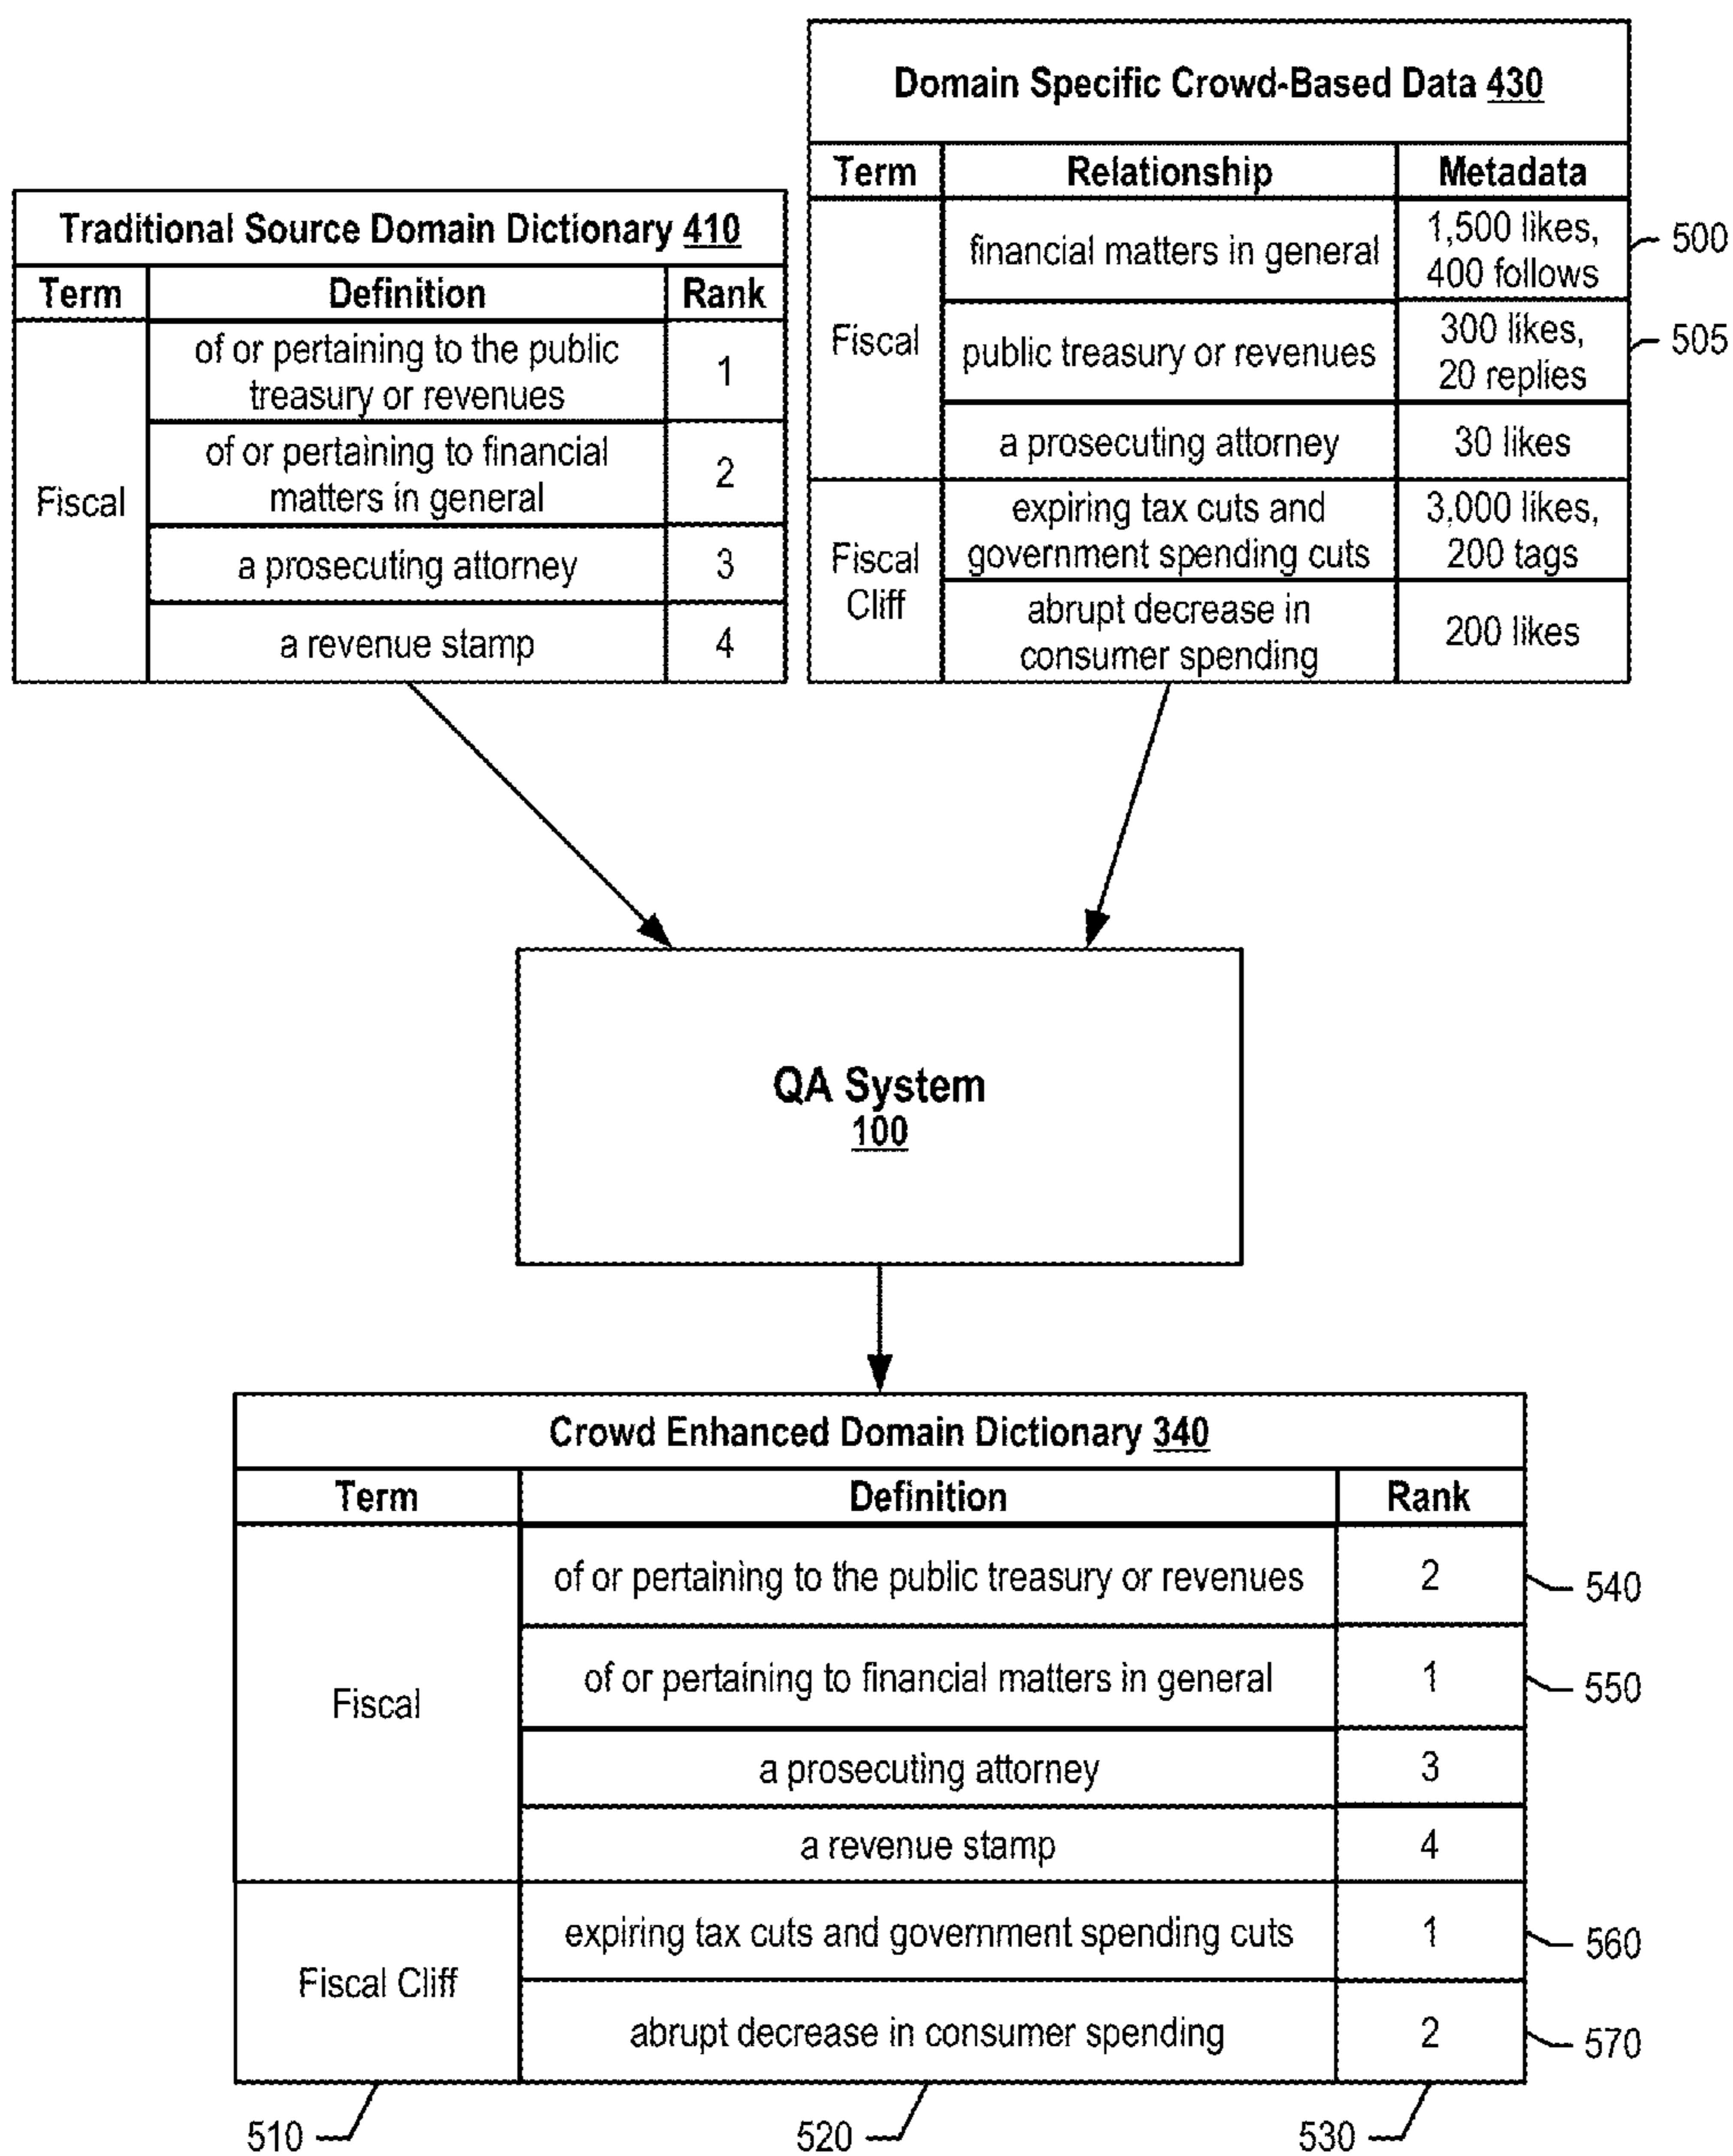 Domain Specific Crowd-Based Data 430
Term Relationship Metadata
Fiscal
financial matters in general
1,500 likes,
400 follows
500
public treasury or revenues
300 likes,
20 replies
505
a prosecuting attorney
30 likes
Fiscal
Cliff
expiring tax cuts and
government spending cuts
3,000 likes,
200 tags
abrupt decrease in
consumer spending
200 likes
Traditional Source Domain Dictionary 410
Term Definition Rank
Fiscal
of or pertaining to the public
treasury or revenues
1
of or pertaining to financial
matters in general
2
a prosecuting attorney
3
a revenue stamp
4
QA System
100
Crowd Enhanced Domain Dictionary 340
Term Definition Rank
Fiscal
of or pertaining to the public treasury or revenues
2
540
of or pertaining to financial matters in general
1
550
a prosecuting attorney
3
a revenue stamp
4
Fiscal Cliff
expiring tax cuts and government spending cuts
1
560
abrupt decrease in consumer spending
2
570
510
520
530